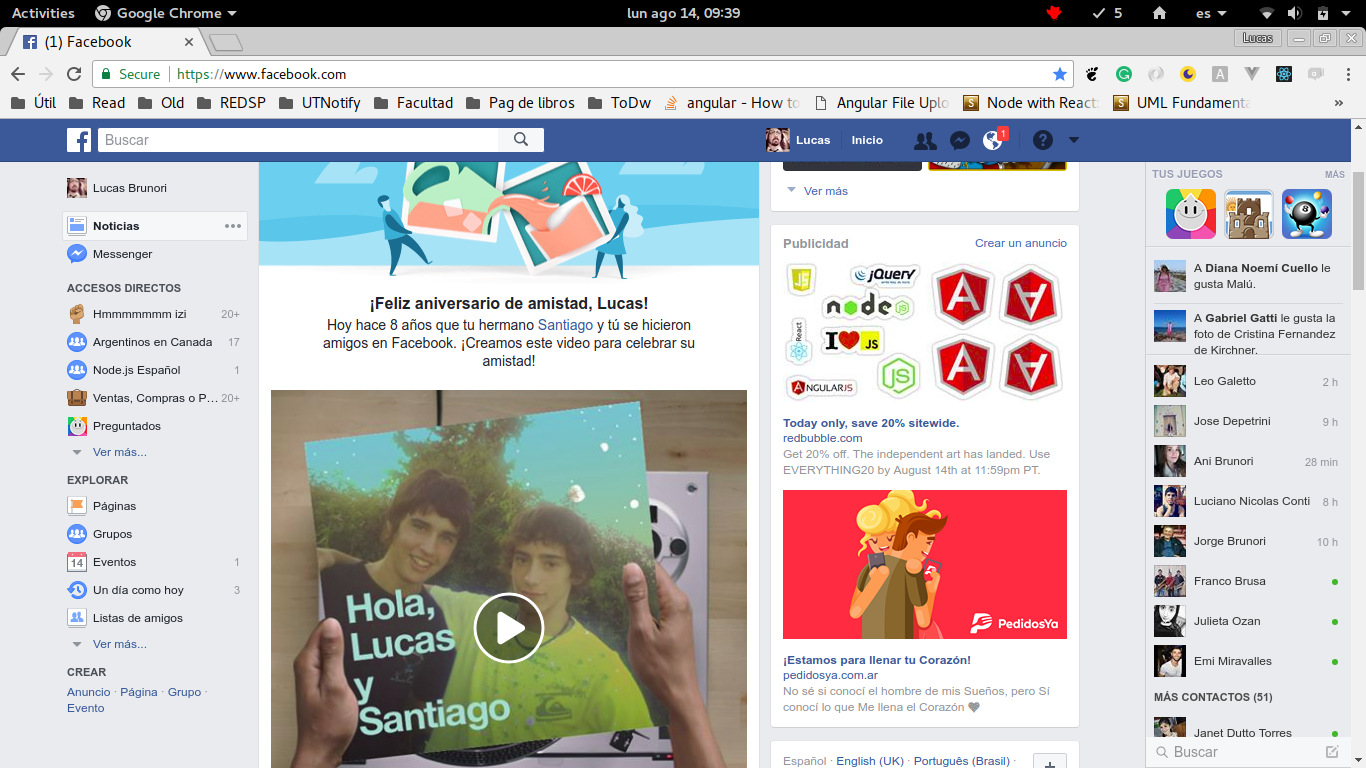 Activities
Google Chrome
lun ago 14, 09:39
5
es
(1) Facebook
Lucas
Secure
https://www.facebook.com
Útil
Read
Old
REDSP
UTNotify
Facultad
Pag de libros
ToDw
angular - How to
Angular File Uplo
Node with React
UML Fundamenta
»
Buscar
Lucas
Inicio
1
Lucas Brunori
Noticias
Messenger
ACCESOS DIRECTOS
Hmmmmmmm izi 20+
Argentinos en Canada 17
Node.js Español 1
Ventas, Compras o P... 20+
Preguntados
Ver más...
EXPLORAR
Páginas
Grupos
14
Eventos 1
Un día como hoy 3
Listas de amigos
Ver más...
CREAR
Anuncio · Página · Grupo ·
Evento
¡Feliz aniversario de amistad, Lucas!
Hoy hace 8 años que tu hermano Santiago y tú se hicieron
amigos en Facebook. ¡Creamos este video para celebrar su
amistad!
Hola,
Lucas
y
Santiago
Ver más
Publicidad
Crear un anuncio
JS
jQuery
node JS
React
I JS
ANGULARJS
JS
A A
A A
Today only, save 20% sitewide.
redbubble.com
Get 20% off. The independent art has landed. Use
EVERYTHING20 by August 14th at 11:59pm PT.
PedidosYa
¡Estamos para llenar tu Corazón!
pedidosya.com.ar
No sé si conocí el hombre de mis Sueños, pero Sí
conocí lo que Me llena el Corazón 🖤
Español · English (UK) · Português (Brasil) ·
+
TUS JUEGOS
MÁS
8
A Diana Noemí Cuello le
gusta Malú.
A Gabriel Gatti le gusta la
foto de Cristina Fernandez
de Kirchner.
Leo Galetto 2 h
Jose Depetrini 9 h
Ani Brunori 28 min
Luciano Nicolas Conti 8 h
Jorge Brunori 10 h
Franco Brusa
Julieta Ozan
Emi Miravalles
MÁS CONTACTOS (51)
Janet Dutto Torres
Buscar